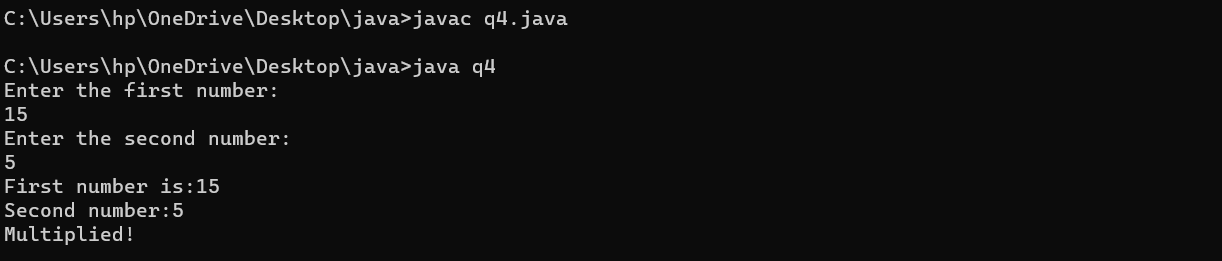 C:\Users\hp\OneDrive\Desktop\java>javac q4.java
C:\Users\hp\OneDrive\Desktop\java>java q4
Enter the first number:
15
Enter the second number:
5
First number is:15
Second number:5
Multiplied!